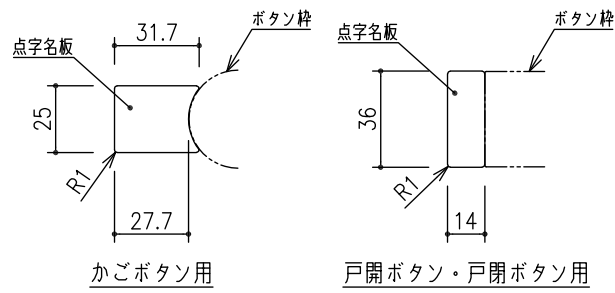 点字名板
31.7
ボタン枠
25
R1
27.7
かごボタン用
点字名板
ボタン枠
36
R1
14
戸開ボタン・戸閉ボタン用